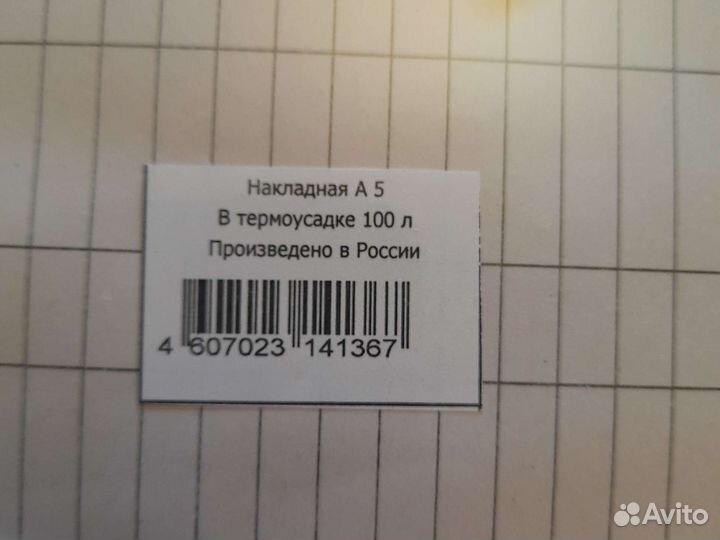 Накладная А 5
В термоусадке 100 л
Произведено в России
4 607023 141367
Avito